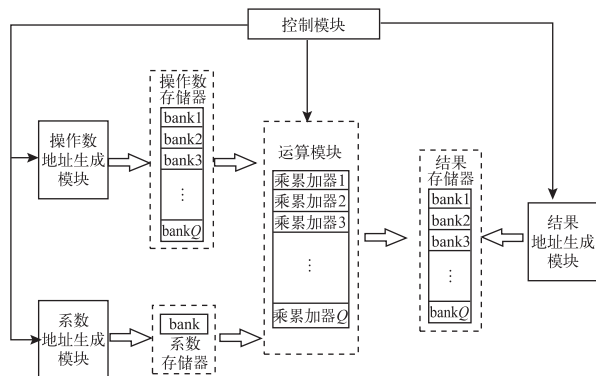 控制模块
操作数
存储器
bank1
bank2
bank3
⋮
bankQ
操作数
地址生成
模块
运算模块
乘累加器1
乘累加器2
乘累加器3
⋮
乘累加器Q
结果
存储器
bank1
bank2
bank3
⋮
bankQ
结果
地址生成
模块
系数
地址生成
模块
bank
系数
存储器